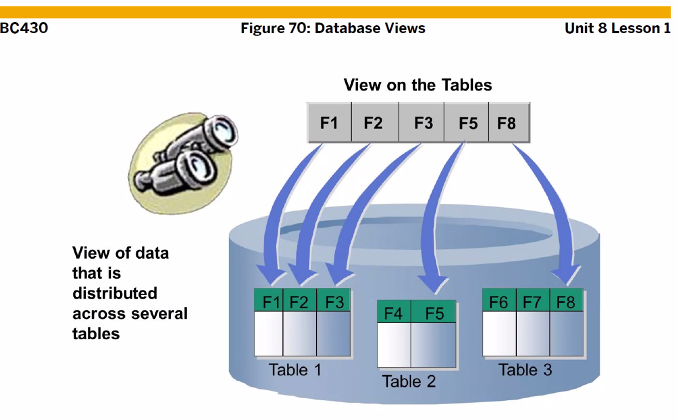 BC430 Figure 70: Database Views Unit 8 Lesson 1
View on the Tables
F1 F2 F3 F5 F8
View of data
that is
distributed
across several
tables
F1 F2 F3
Table 1
F4 F5
Table 2
F6 F7 F8
Table 3